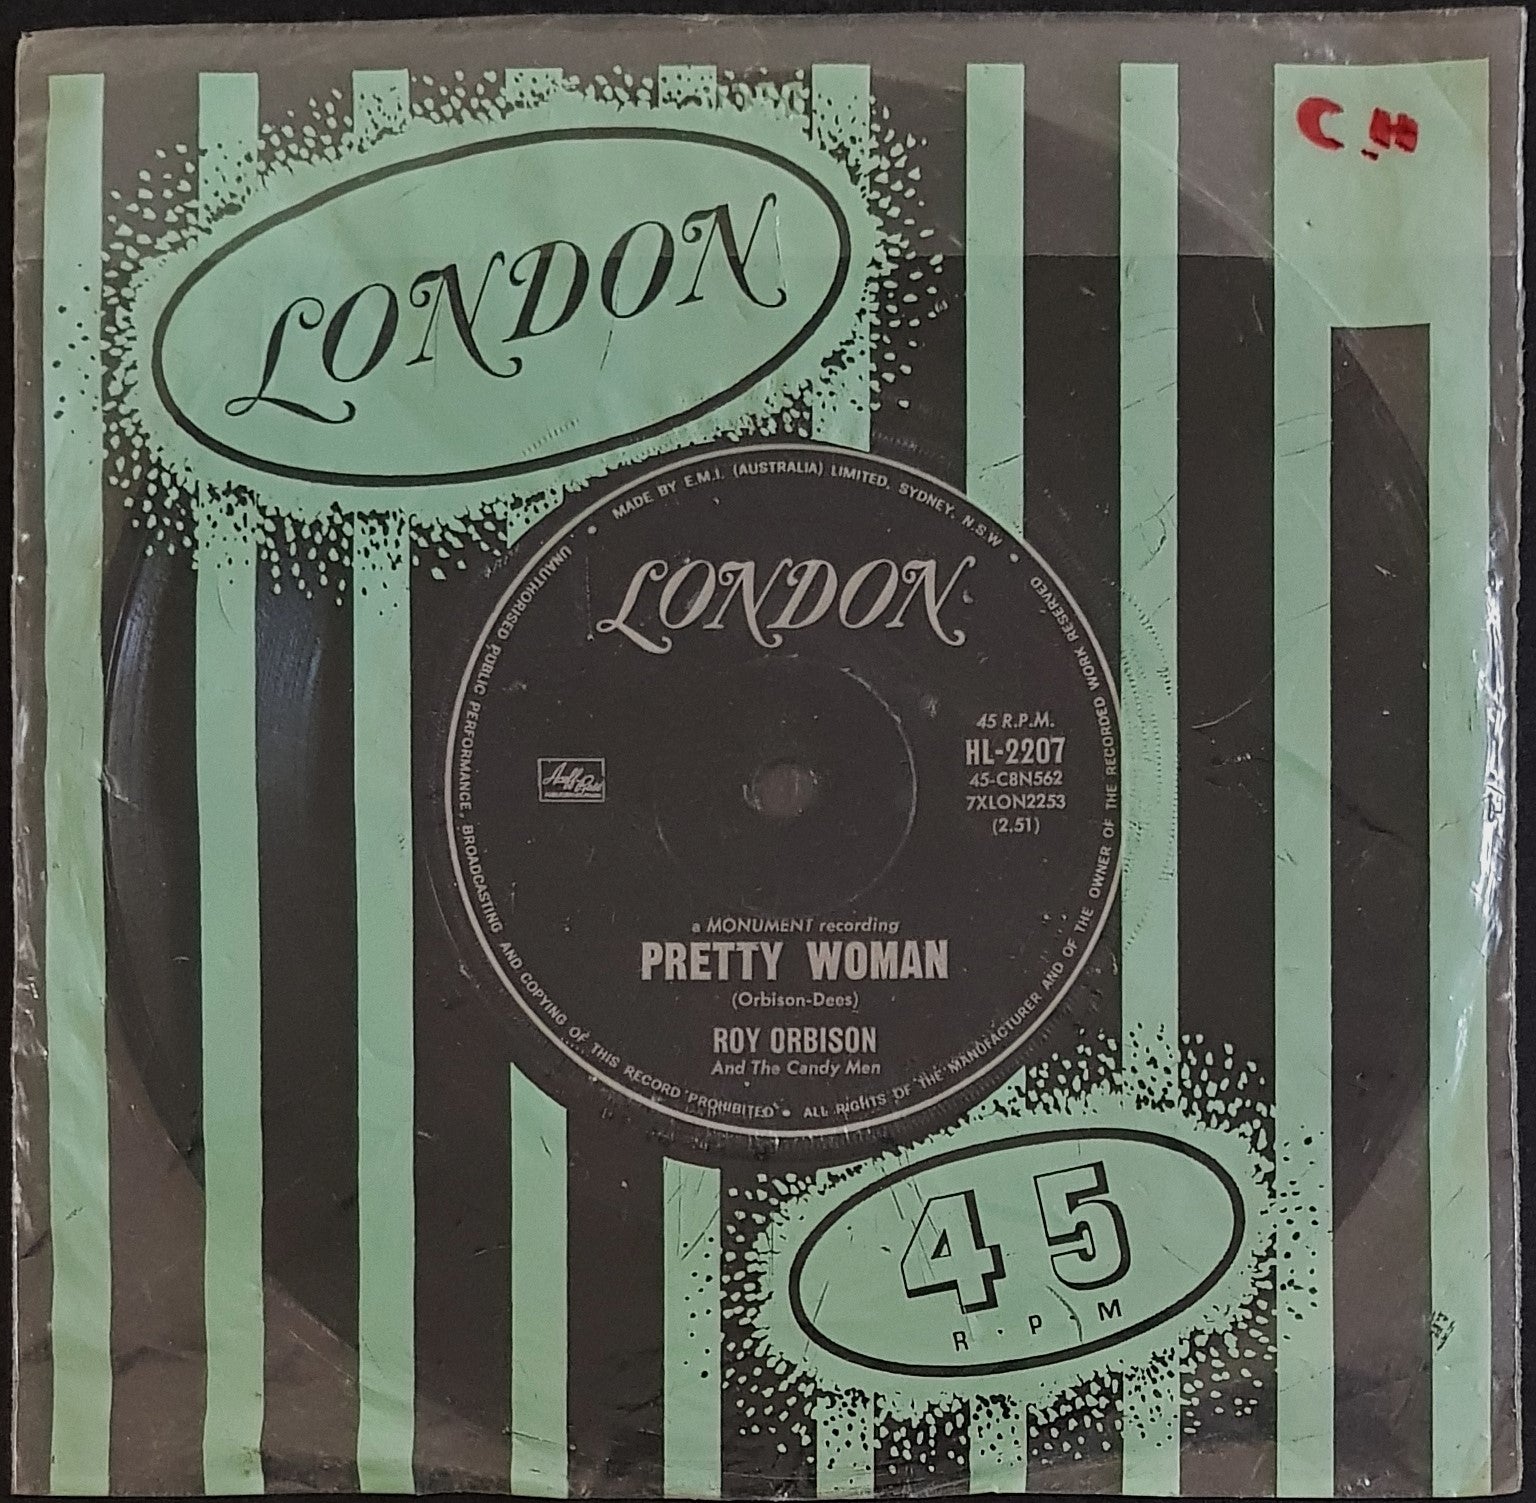 C.H
LONDON
MADE BY E.M.I. (AUSTRALIA) LIMITED. SYDNEY. N.S.W
UNAUTHORISED PUBLIC PERFORMANCE, BROADCASTING AND COPYING OF THIS RECORD PROHIBITED • ALL RIGHTS OF THE MANUFACTURER AND OF THE OWNER OF THE RECORDED WORK RESERVED
LONDON
45 R.P.M.
HL-2207
45-CBN562
7XLON2253
(2.51)
a MONUMENT recording
PRETTY WOMAN
(Orbison-Dees)
ROY ORBISON
And The Candy Men
45
R·P·M